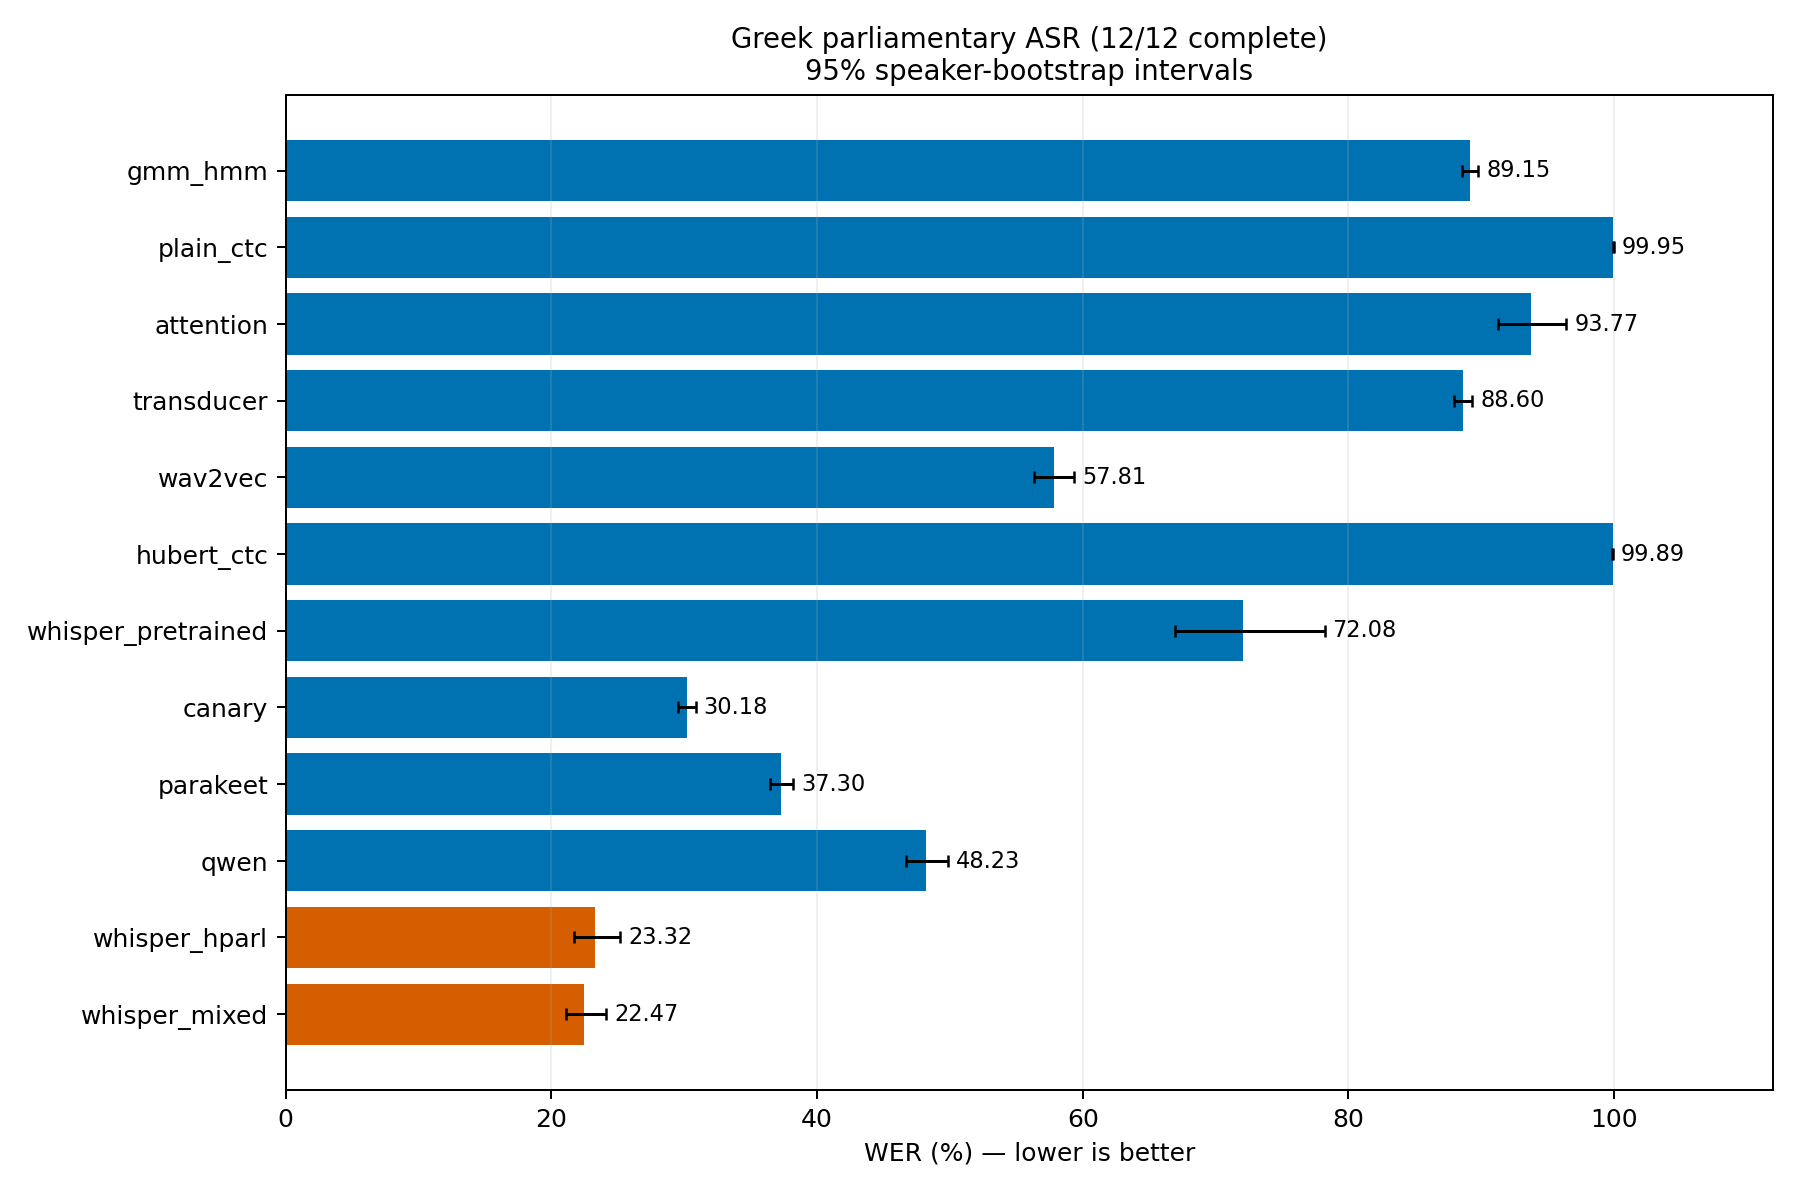 Greek parliamentary ASR (12/12 complete)
95% speaker-bootstrap intervals
gmm_hmm 89.15
plain_ctc 99.95
attention 93.77
transducer 88.60
wav2vec 57.81
hubert_ctc 99.89
whisper_pretrained 72.08
canary 30.18
parakeet 37.30
qwen 48.23
whisper_hparl 23.32
whisper_mixed 22.47
0 20 40 60 80 100
WER (%) — lower is better